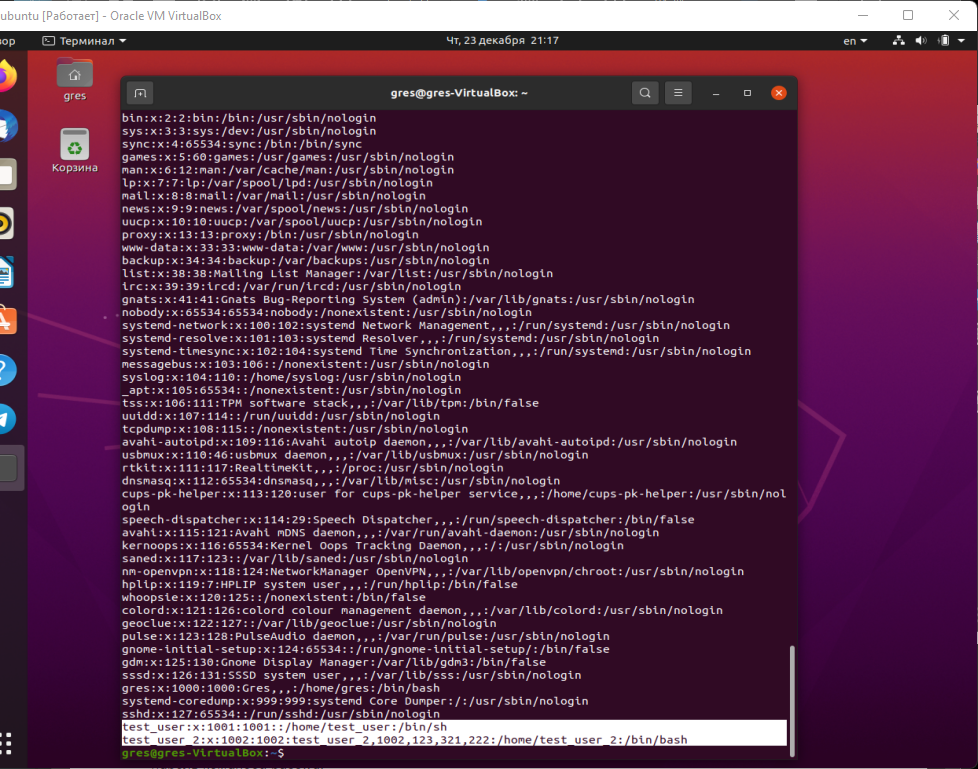 ubuntu [Работает] - Oracle VM VirtualBox
зор
Терминал
Чт, 23 декабря 21:17
en
gres
Корзина
gres@gres-VirtualBox: ~
bin:x:2:2:bin:/bin:/usr/sbin/nologin
sys:x:3:3:sys:/dev:/usr/sbin/nologin
sync:x:4:65534:sync:/bin:/bin/sync
games:x:5:60:games:/usr/games:/usr/sbin/nologin
man:x:6:12:man:/var/cache/man:/usr/sbin/nologin
lp:x:7:7:lp:/var/spool/lpd:/usr/sbin/nologin
mail:x:8:8:mail:/var/mail:/usr/sbin/nologin
news:x:9:9:news:/var/spool/news:/usr/sbin/nologin
uucp:x:10:10:uucp:/var/spool/uucp:/usr/sbin/nologin
proxy:x:13:13:proxy:/bin:/usr/sbin/nologin
www-data:x:33:33:www-data:/var/www:/usr/sbin/nologin
backup:x:34:34:backup:/var/backups:/usr/sbin/nologin
list:x:38:38:Mailing List Manager:/var/list:/usr/sbin/nologin
irc:x:39:39:ircd:/var/run/ircd:/usr/sbin/nologin
gnats:x:41:41:Gnats Bug-Reporting System (admin):/var/lib/gnats:/usr/sbin/nologin
nobody:x:65534:65534:nobody:/nonexistent:/usr/sbin/nologin
systemd-network:x:100:102:systemd Network Management,,,:/run/systemd:/usr/sbin/nologin
systemd-resolve:x:101:103:systemd Resolver,,,:/run/systemd:/usr/sbin/nologin
systemd-timesync:x:102:104:systemd Time Synchronization,,,:/run/systemd:/usr/sbin/nologin
messagebus:x:103:106::/nonexistent:/usr/sbin/nologin
syslog:x:104:110::/home/syslog:/usr/sbin/nologin
_apt:x:105:65534::/nonexistent:/usr/sbin/nologin
tss:x:106:111:TPM software stack,,,:/var/lib/tpm:/bin/false
uuidd:x:107:114::/run/uuidd:/usr/sbin/nologin
tcpdump:x:108:115::/nonexistent:/usr/sbin/nologin
avahi-autoipd:x:109:116:Avahi autoip daemon,,,:/var/lib/avahi-autoipd:/usr/sbin/nologin
usbmux:x:110:46:usbmux daemon,,,:/var/lib/usbmux:/usr/sbin/nologin
rtkit:x:111:117:RealtimeKit,,,:/proc:/usr/sbin/nologin
dnsmasq:x:112:65534:dnsmasq,,,:/var/lib/misc:/usr/sbin/nologin
cups-pk-helper:x:113:120:user for cups-pk-helper service,,,:/home/cups-pk-helper:/usr/sbin/nol
ogin
speech-dispatcher:x:114:29:Speech Dispatcher,,,:/run/speech-dispatcher:/bin/false
avahi:x:115:121:Avahi mDNS daemon,,,:/var/run/avahi-daemon:/usr/sbin/nologin
kernoops:x:116:65534:Kernel Oops Tracking Daemon,,,:/:/usr/sbin/nologin
saned:x:117:123::/var/lib/saned:/usr/sbin/nologin
nm-openvpn:x:118:124:NetworkManager OpenVPN,,,:/var/lib/openvpn/chroot:/usr/sbin/nologin
hplip:x:119:7:HPLIP system user,,,:/run/hplip:/bin/false
whoopsie:x:120:125::/nonexistent:/bin/false
colord:x:121:126:colord colour management daemon,,,:/var/lib/colord:/usr/sbin/nologin
geoclue:x:122:127::/var/lib/geoclue:/usr/sbin/nologin
pulse:x:123:128:PulseAudio daemon,,,:/var/run/pulse:/usr/sbin/nologin
gnome-initial-setup:x:124:65534::/run/gnome-initial-setup/:/bin/false
gdm:x:125:130:Gnome Display Manager:/var/lib/gdm3:/bin/false
sssd:x:126:131:SSSD system user,,,:/var/lib/sss:/usr/sbin/nologin
gres:x:1000:1000:Gres,,,:/home/gres:/bin/bash
systemd-coredump:x:999:999:systemd Core Dumper:/:/usr/sbin/nologin
sshd:x:127:65534::/run/sshd:/usr/sbin/nologin
test_user:x:1001:1001::/home/test_user:/bin/sh
test_user_2:x:1002:1002:test_user_2,1002,123,321,222:/home/test_user_2:/bin/bash
gres@gres-VirtualBox:~$